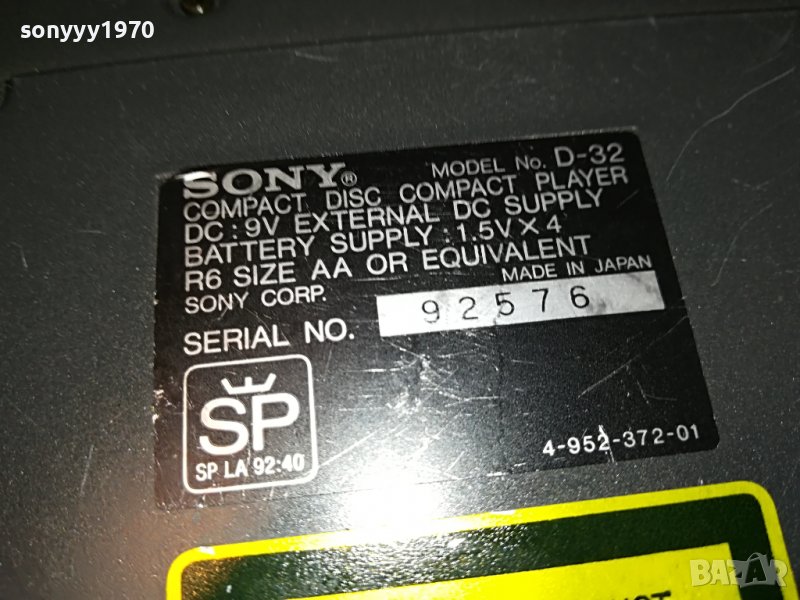 sonyyy1970
SONY® MODEL No. D-32
COMPACT DISC COMPACT PLAYER
DC : 9V EXTERNAL DC SUPPLY
BATTERY SUPPLY : 1.5V X 4
R6 SIZE AA OR EQUIVALENT
SONY CORP. MADE IN JAPAN
SERIAL NO. 92576
SP
SP LA 92:40
4-952-372-01
BAZAR